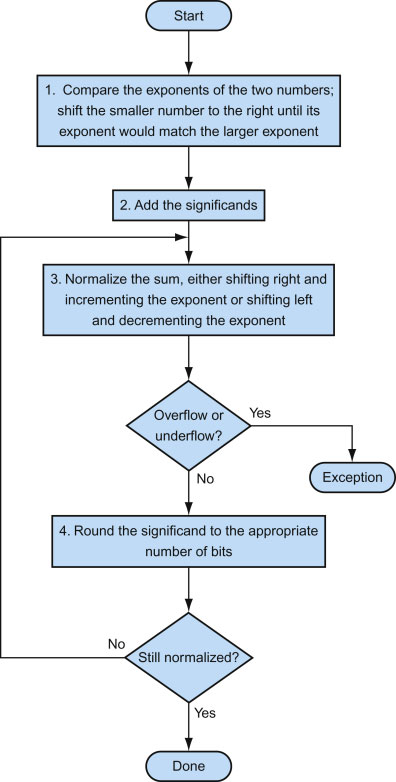 Start
1. Compare the exponents of the two numbers;
shift the smaller number to the right until its
exponent would match the larger exponent
2. Add the significands
3. Normalize the sum, either shifting right and
incrementing the exponent or shifting left
and decrementing the exponent
Overflow or
underflow?
Yes
Exception
No
4. Round the significand to the appropriate
number of bits
Still normalized?
No
Yes
Done